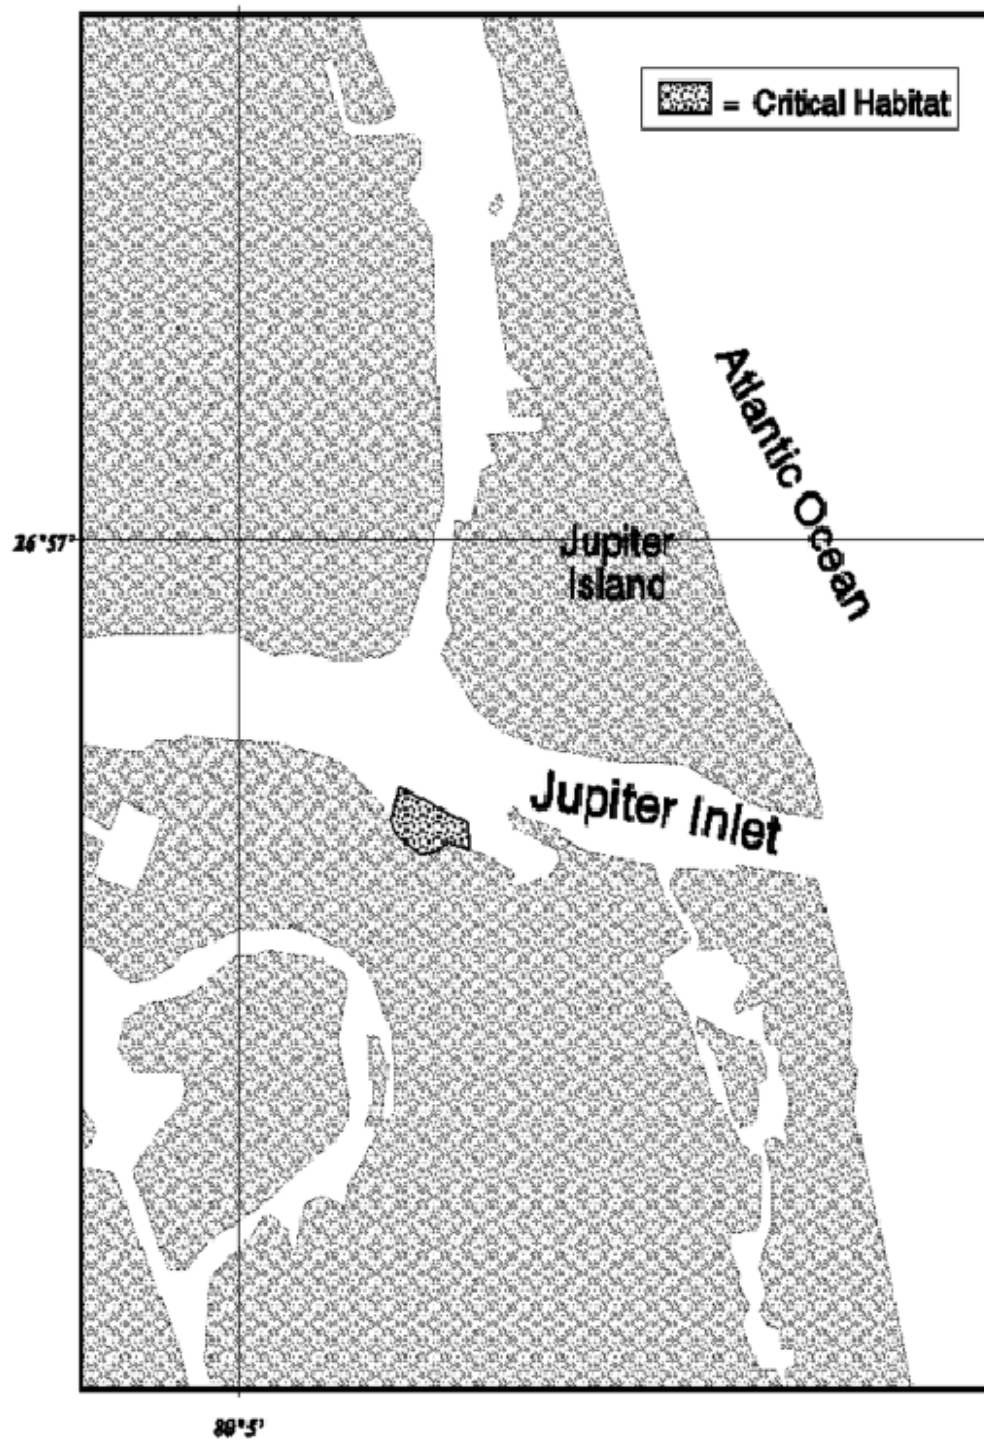 = Critical Habitat
Atlantic Ocean
26°57'
Jupiter
Island
Jupiter Inlet
80°5'